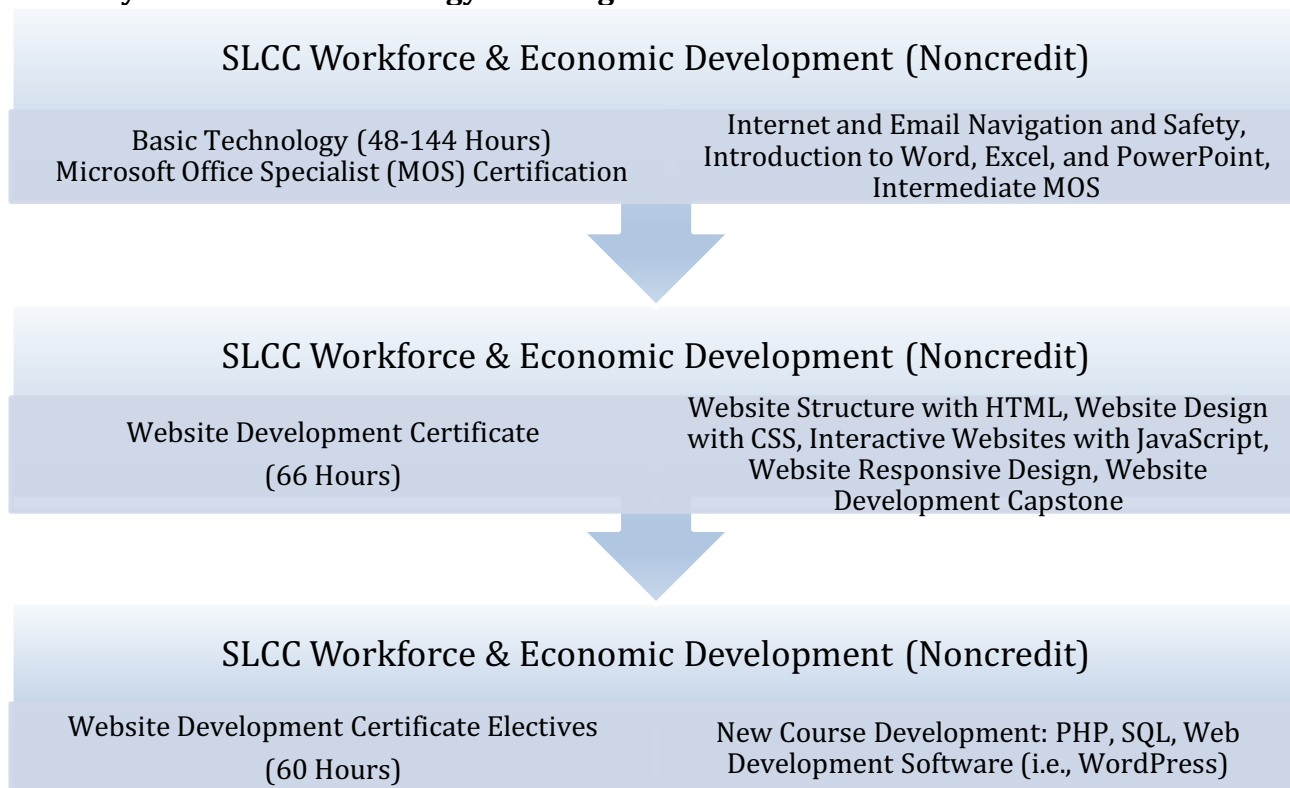 SLCC Workforce & Economic Development (Noncredit)
Basic Technology (48-144 Hours)
Microsoft Office Specialist (MOS) Certification
Internet and Email Navigation and Safety,
Introduction to Word, Excel, and PowerPoint,
Intermediate MOS
SLCC Workforce & Economic Development (Noncredit)
Website Development Certificate
(66 Hours)
Website Structure with HTML, Website Design
with CSS, Interactive Websites with JavaScript,
Website Responsive Design, Website
Development Capstone
SLCC Workforce & Economic Development (Noncredit)
Website Development Certificate Electives
(60 Hours)
New Course Development: PHP, SQL, Web
Development Software (i.e., WordPress)